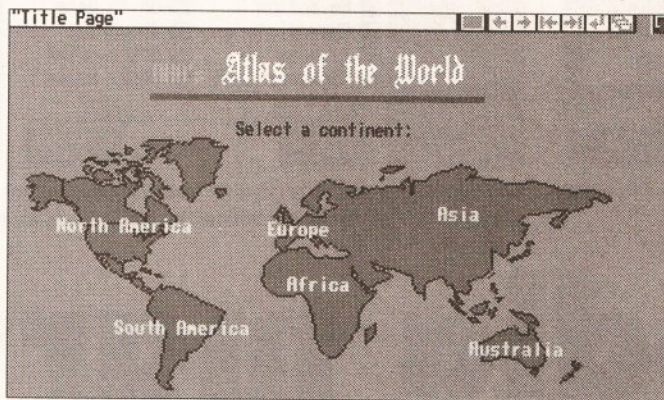 "Title Page"
Atlas of the World
Select a continent:
North America
Europe
Asia
Africa
South America
Australia